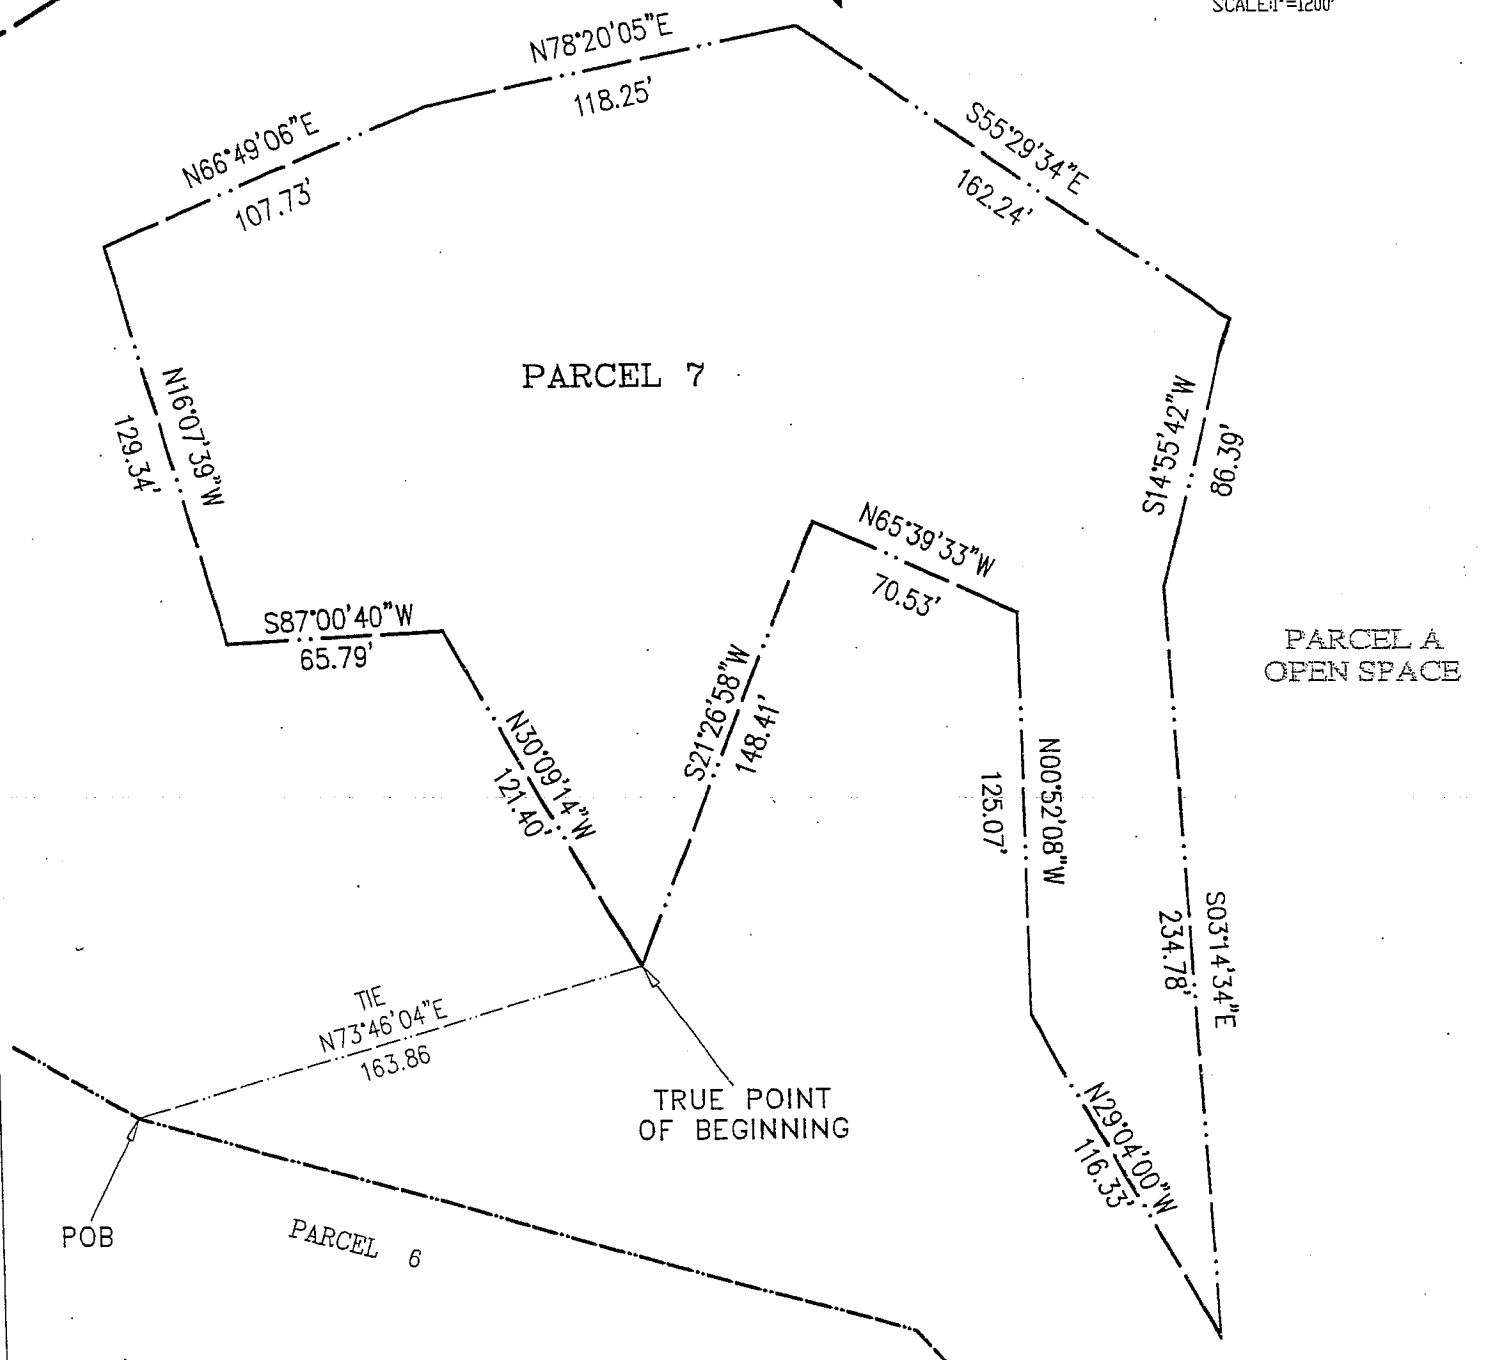 SCALE:1"=1200'
N78°20'05"E
118.25'
N66°49'06"E
107.73'
S55°29'34"E
162.24'
PARCEL 7
N16°07'39"W
129.34'
S14°55'42"W
86.39'
N65°39'33"W
70.53'
S87°00'40"W
65.79'
PARCEL A
OPEN SPACE
S21°26'58"W
148.41'
N30°09'14"W
121.40'
N00°52'08"W
125.07'
S03°14'34"E
234.78'
TIE
N73°46'04"E
163.86
TRUE POINT
OF BEGINNING
N29°04'00"W
116.33'
POB
PARCEL 6